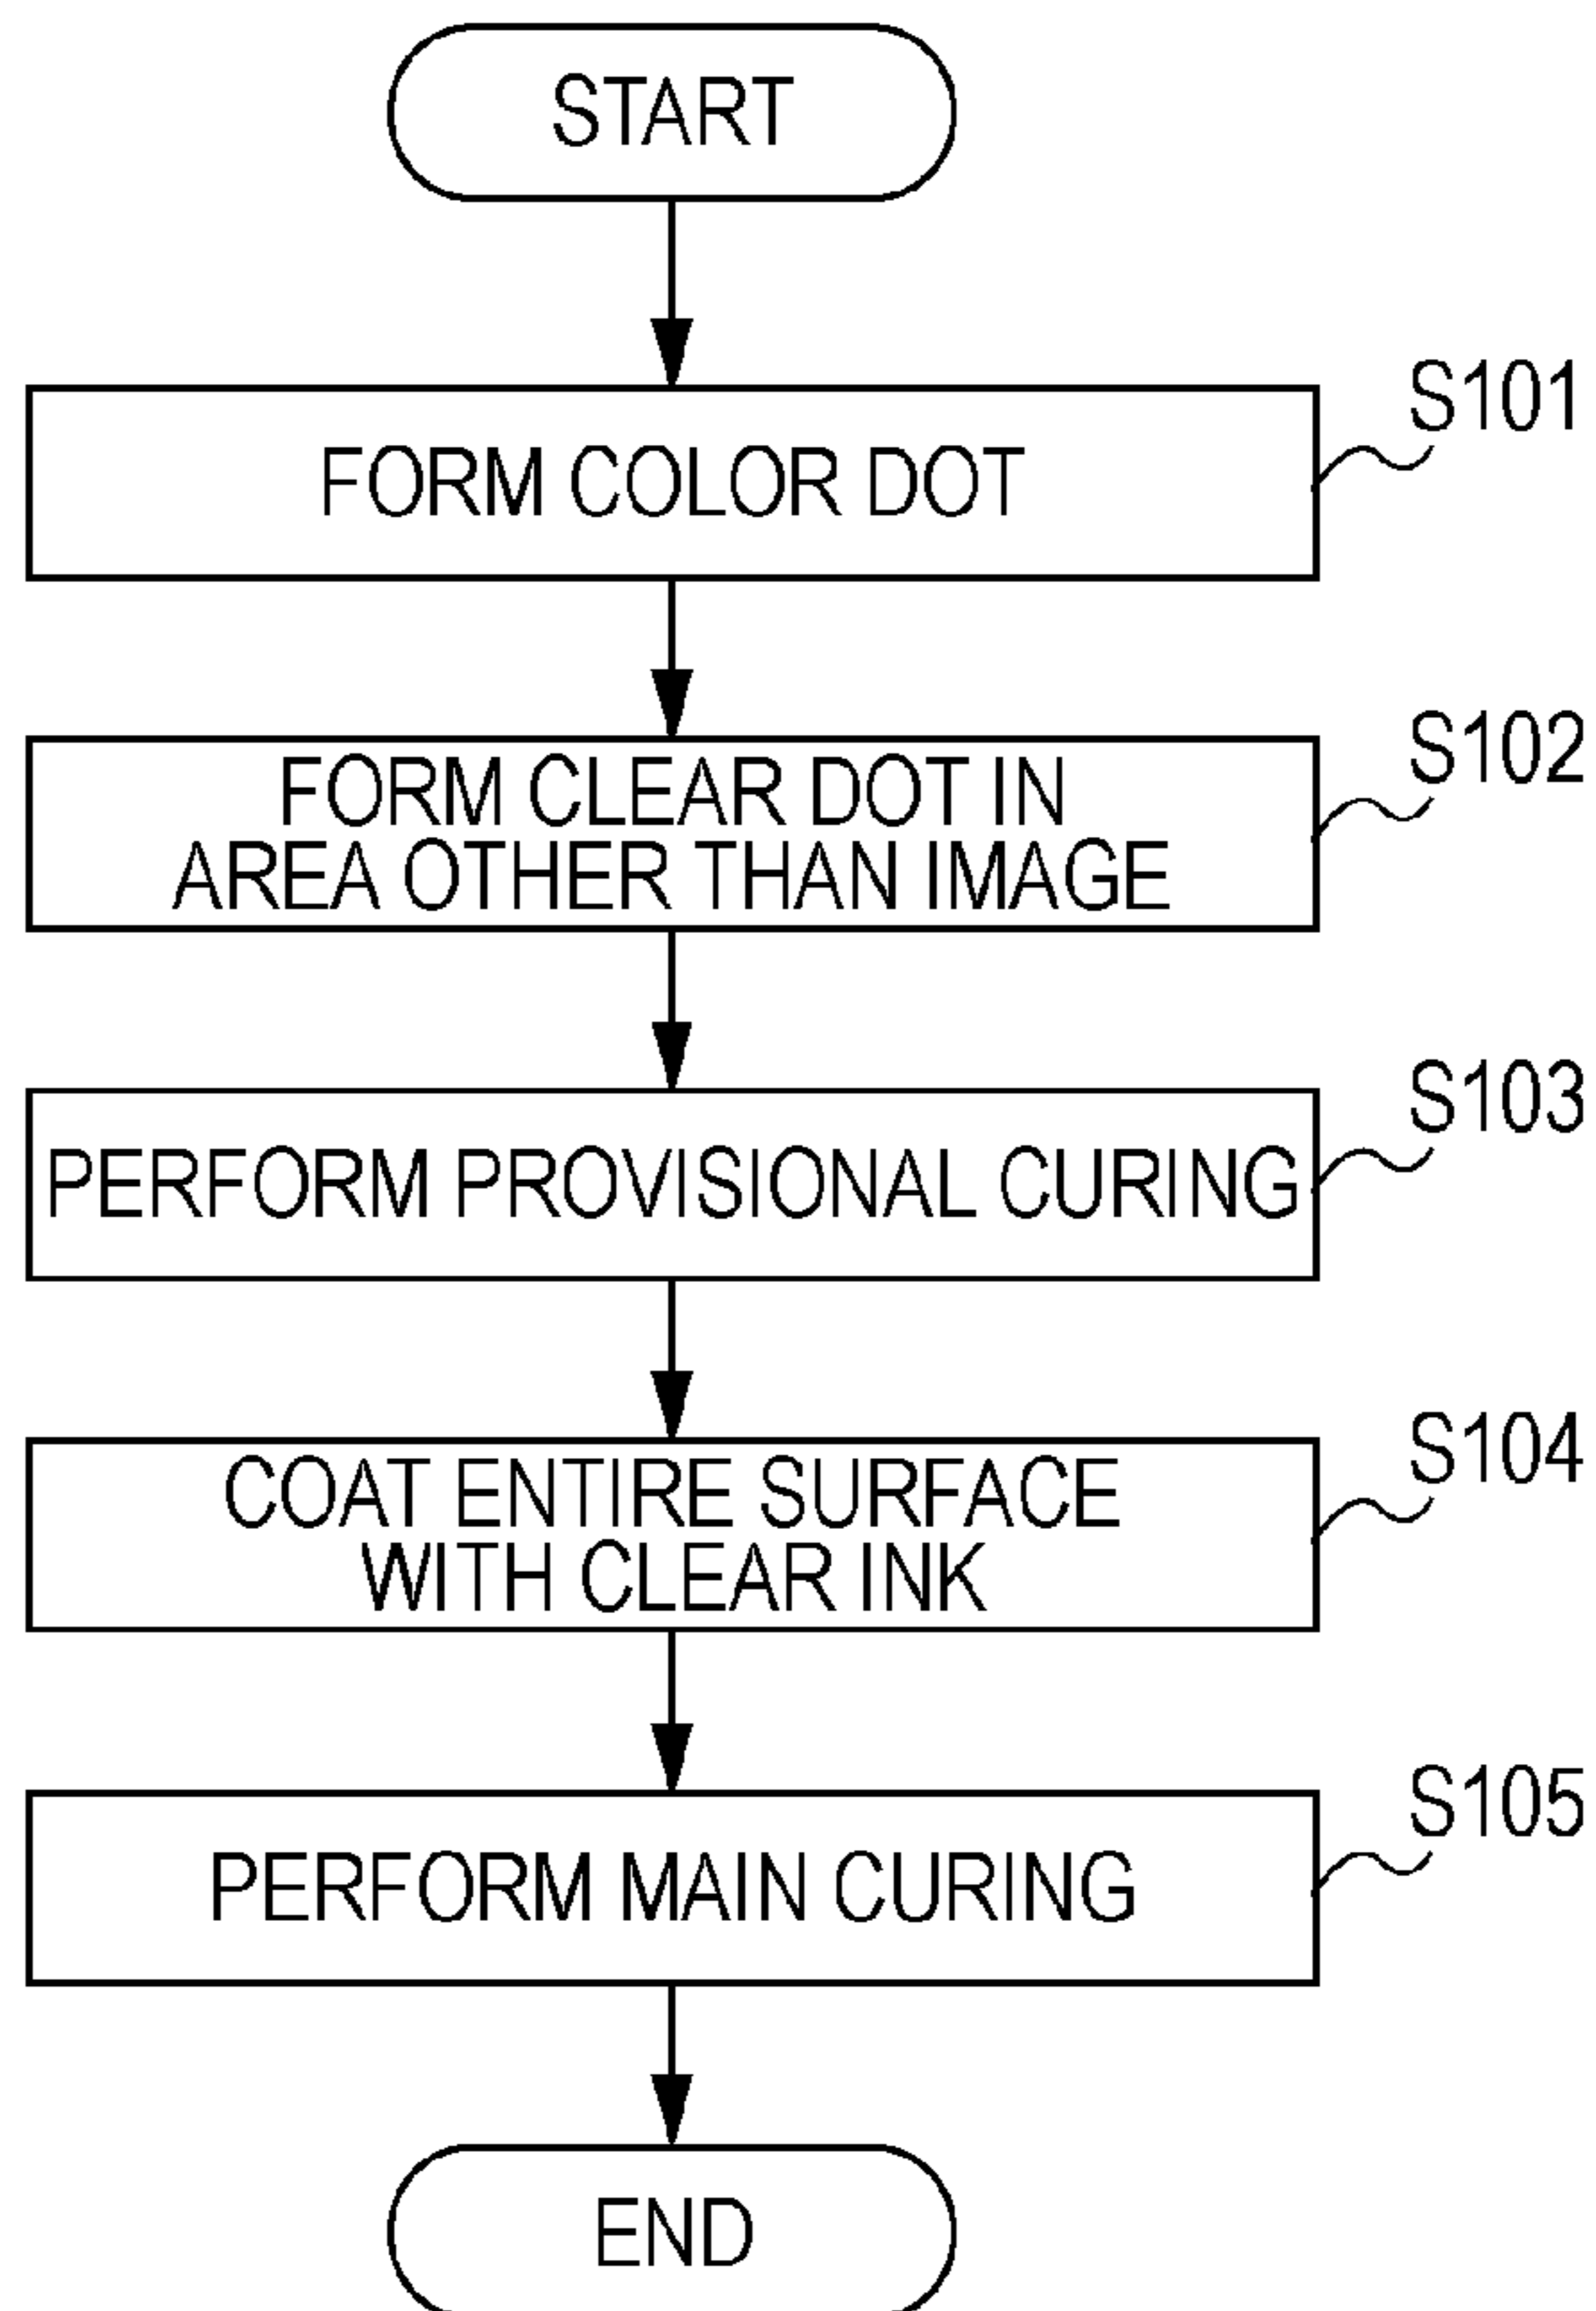 START
S101
FORM COLOR DOT
S102
FORM CLEAR DOT IN
AREA OTHER THAN IMAGE
S103
PERFORM PROVISIONAL CURING
S104
COAT ENTIRE SURFACE
WITH CLEAR INK
S105
PERFORM MAIN CURING
END